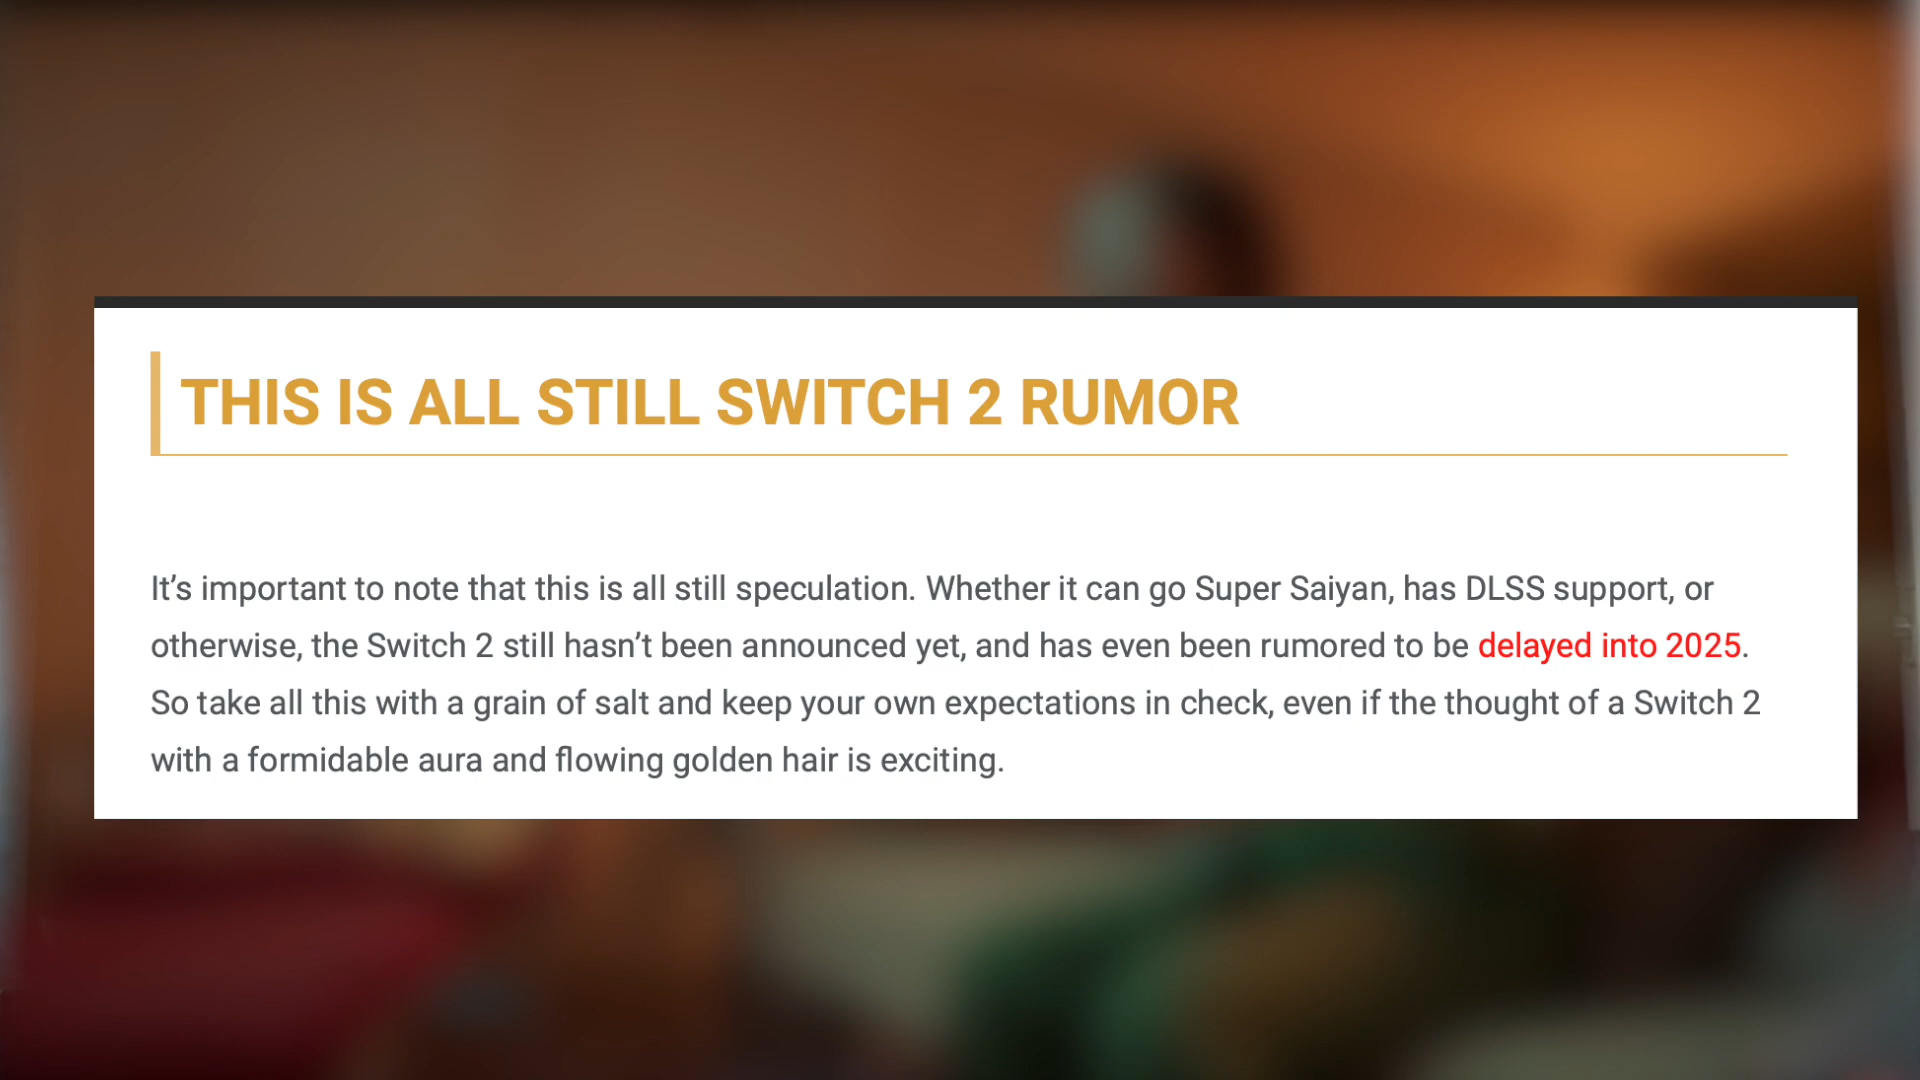 THIS IS ALL STILL SWITCH 2 RUMOR
It’s important to note that this is all still speculation. Whether it can go Super Saiyan, has DLSS support, or
otherwise, the Switch 2 still hasn’t been announced yet, and has even been rumored to be delayed into 2025.
So take all this with a grain of salt and keep your own expectations in check, even if the thought of a Switch 2
with a formidable aura and flowing golden hair is exciting.